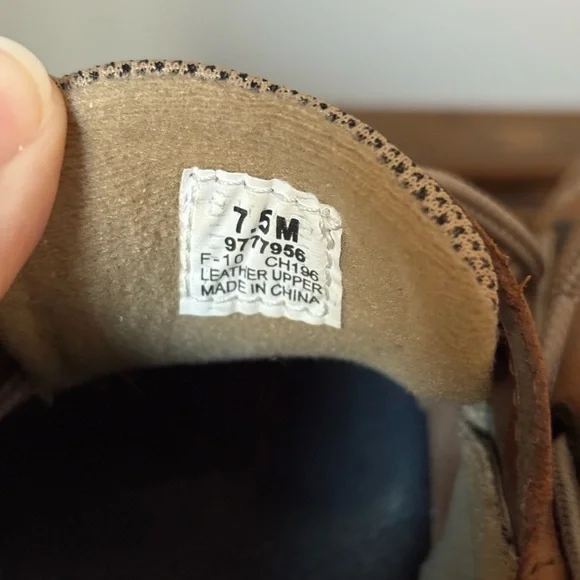 7.5M
9777956
F-10 CH196
LEATHER UPPER
MADE IN CHINA